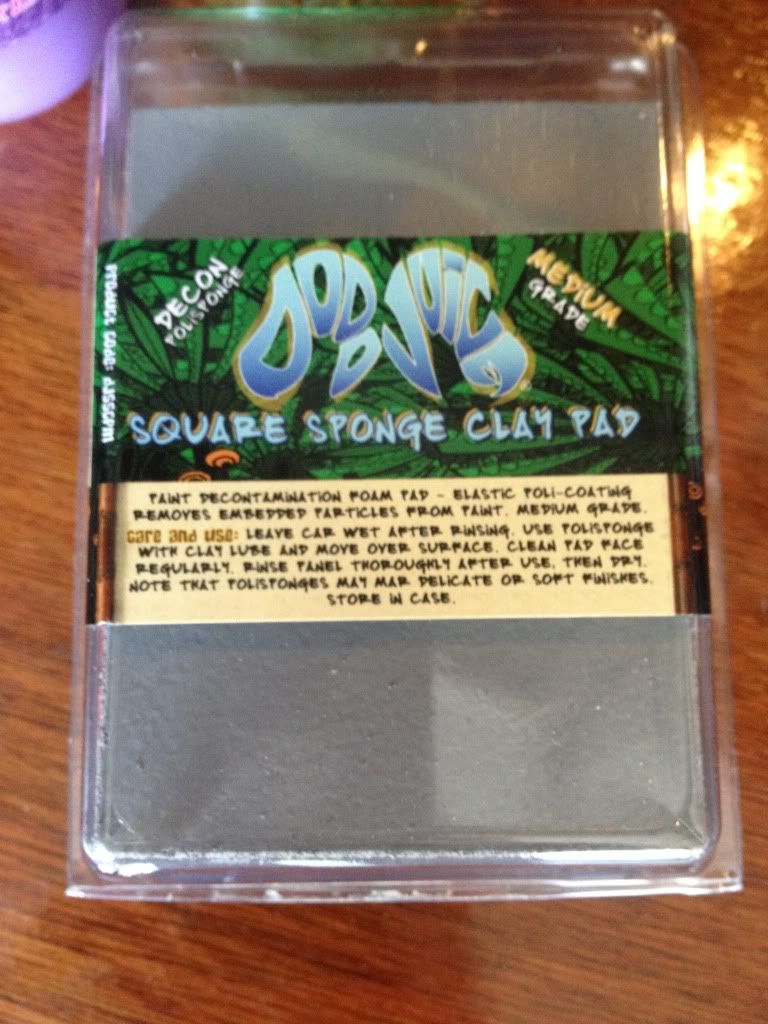 DECON
POLISPONGE
DODO JUICE
MEDIUM
GRADE
SQUARE SPONGE CLAY PAD
PAINT DECONTAMINATION FOAM PAD - ELASTIC POLI-COATING
REMOVES EMBEDDED PARTICLES FROM PAINT. MEDIUM GRADE.
Care and use: LEAVE CAR WET AFTER RINSING. USE POLISPONGE
WITH CLAY LUBE AND MOVE OVER SURFACE. CLEAN PAD FACE
REGULARLY. RINSE PANEL THOROUGHLY AFTER USE, THEN DRY.
NOTE THAT POLISPONGES MAY MAR DELICATE OR SOFT FINISHES.
STORE IN CASE.
PRODUCT CODE: